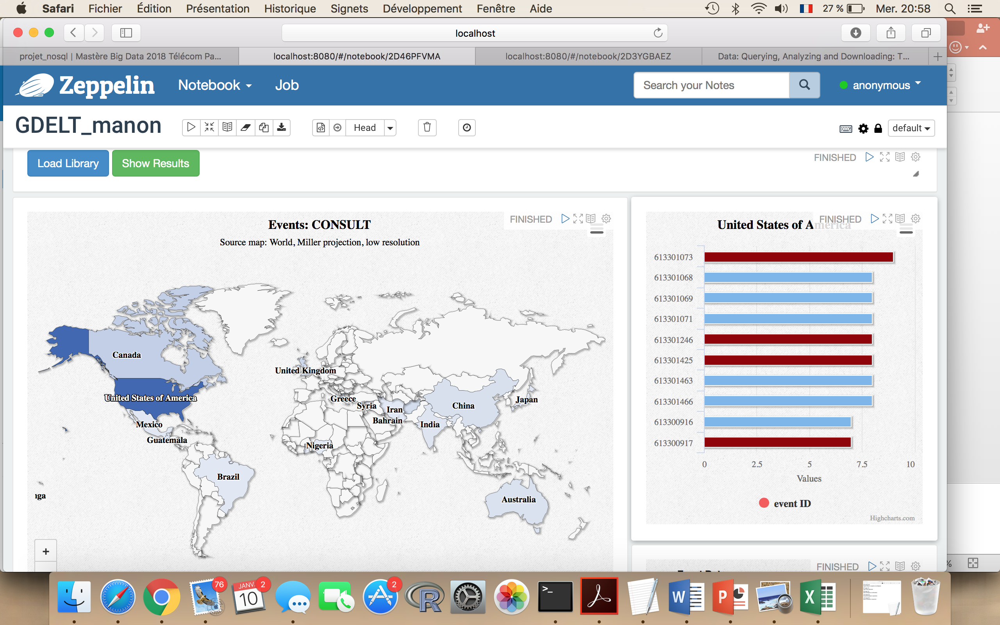 Safari Fichier Édition Présentation Historique Signets Développement Fenêtre Aide 27 % Mer. 20:58
localhost
projet_nosql | Mastère Big Data 2018 Télécom Pa... localhost:8080/#/notebook/2D46PFVMA localhost:8080/#/notebook/2D3YGBAEZ Data: Querying, Analyzing and Downloading: T...
Zeppelin Notebook Job Search your Notes anonymous
GDELT_manon Head default
Load Library Show Results FINISHED
Events: CONSULT FINISHED
Source map: World, Miller projection, low resolution
Canada
United Kingdom
United States of America
Greece
Syria
Iran
China
Japan
Mexico
Bahrain
India
Guatemala
Nigeria
Brazil
nga
Australia
+
United States of America FINISHED
613301073
613301068
613301069
613301071
613301246
613301425
613301463
613301466
613300916
613300917
0 2.5 5 7.5 10
Values
event ID
Highcharts.com
FINISHED
%
76
JANV. 2
10
2
R
>_
W
P
X